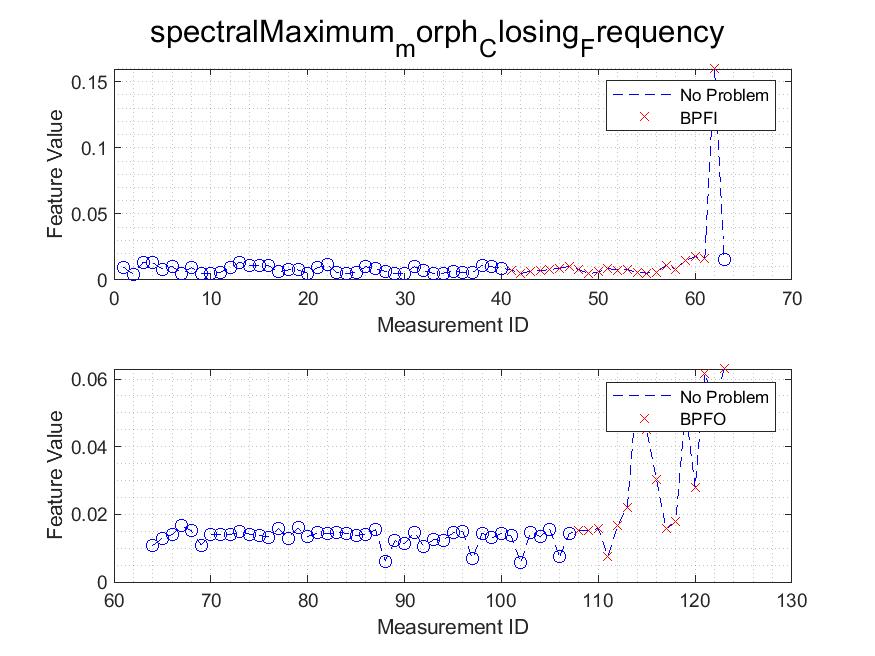 spectralMaximum_morph_Closing_Frequency
0.15
0.1
0.05
0
Feature Value
No Problem
BPFI
0 10 20 30 40 50 60 70
Measurement ID
0.06
0.04
0.02
0
Feature Value
No Problem
BPFO
60 70 80 90 100 110 120 130
Measurement ID